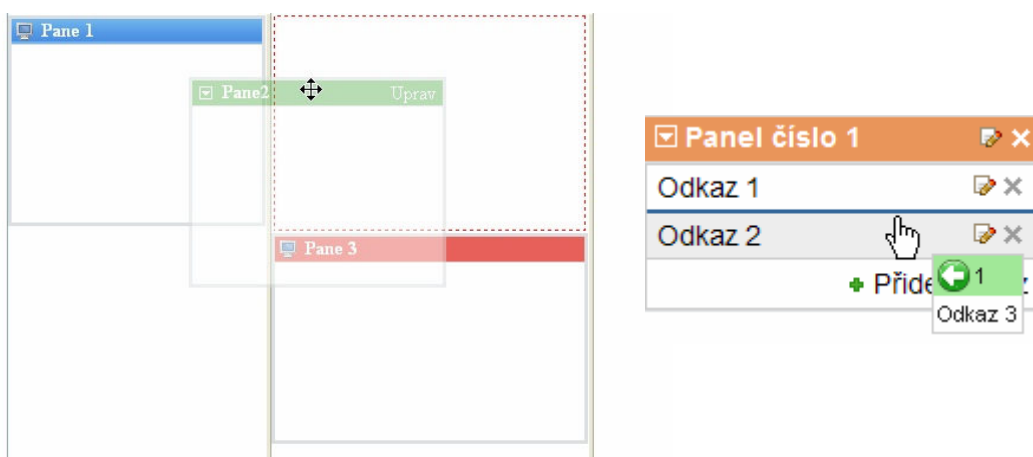 Pane 1
Pane2 Uprav
Pane 3
Panel číslo 1
Odkaz 1
Odkaz 2
Přide
1
Odkaz 3